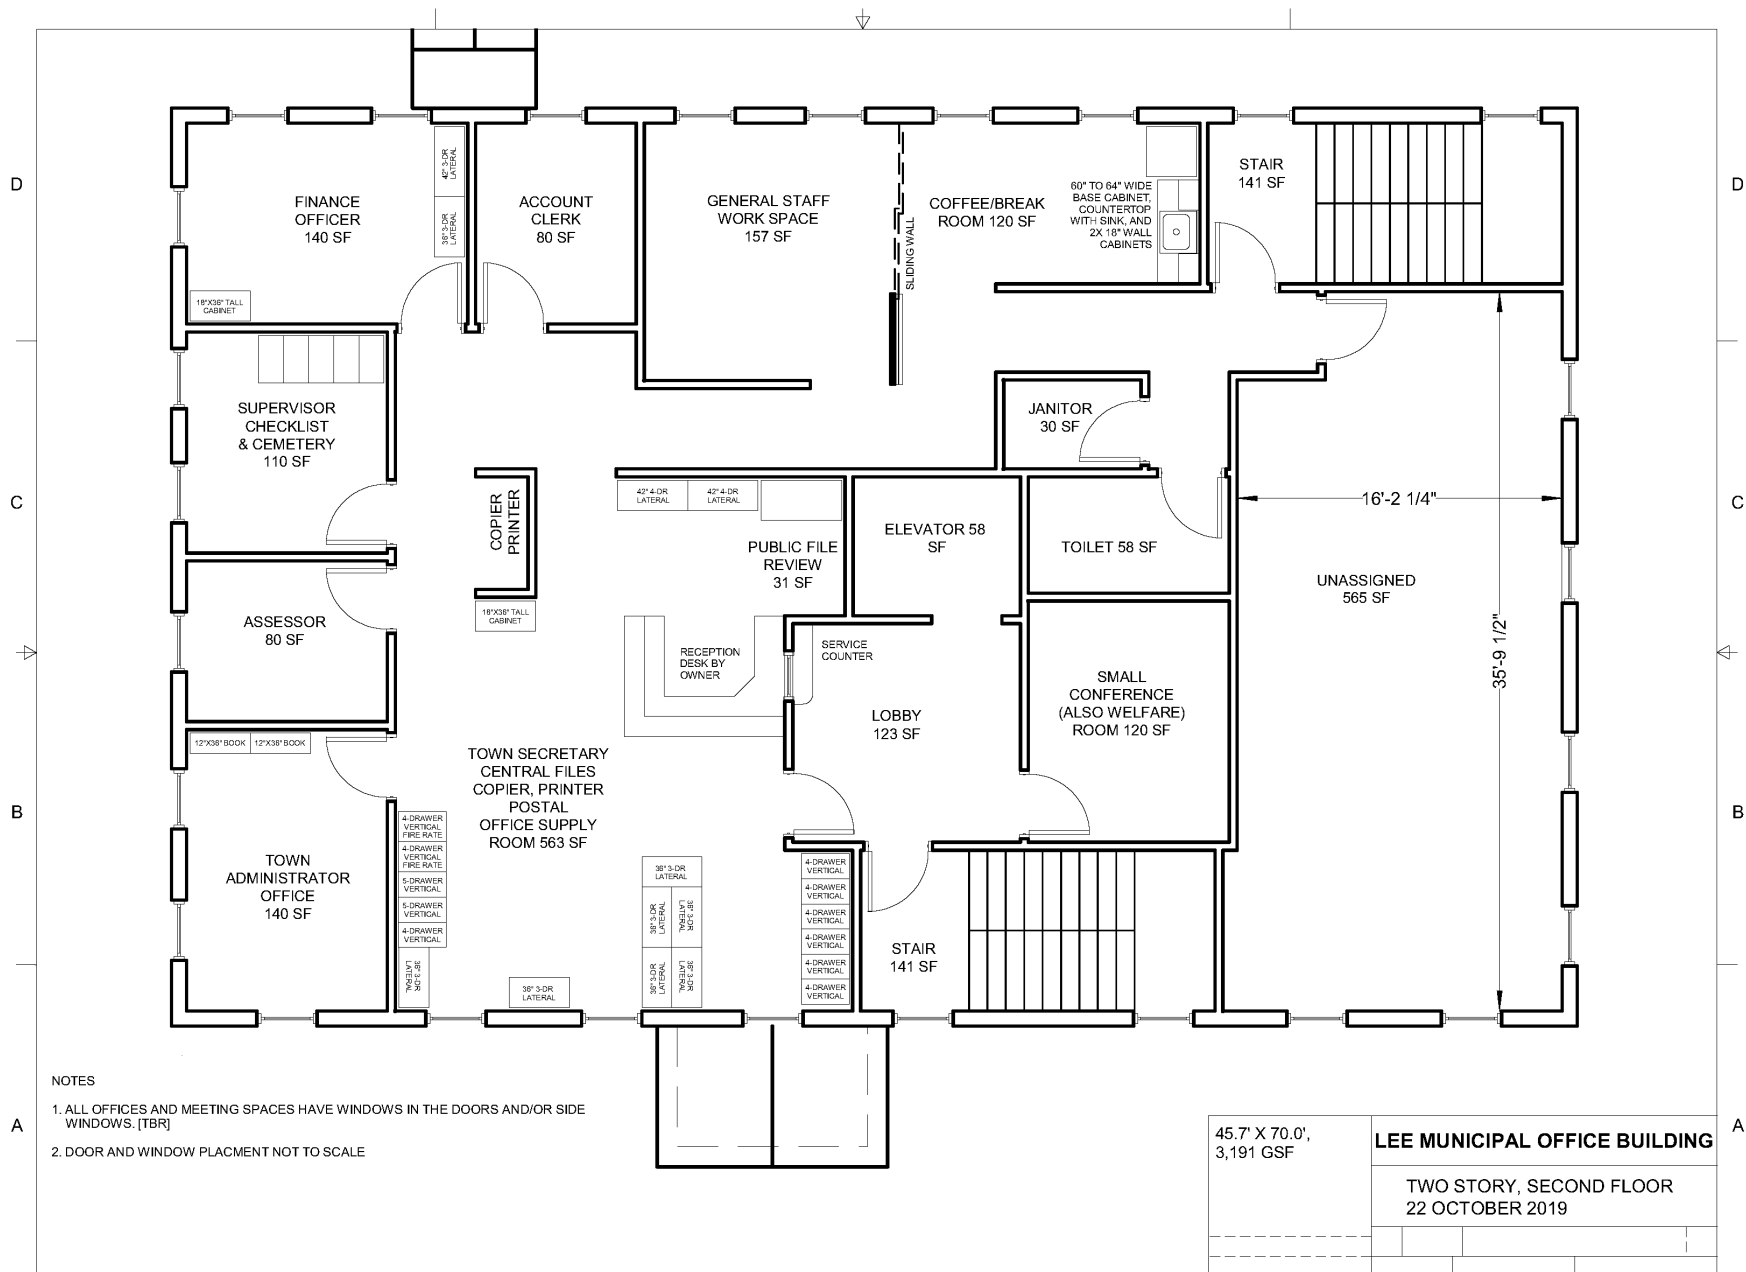 D
D
C
C
B
B
A
A
FINANCE
OFFICER
140 SF
42" 3-DR
LATERAL
36" 3-DR
LATERAL
18"X36" TALL
CABINET
ACCOUNT
CLERK
80 SF
GENERAL STAFF
WORK SPACE
157 SF
SLIDING WALL
COFFEE/BREAK
ROOM 120 SF
60" TO 64" WIDE
BASE CABINET,
COUNTERTOP
WITH SINK, AND
2X 18" WALL
CABINETS
STAIR
141 SF
SUPERVISOR
CHECKLIST
& CEMETERY
110 SF
JANITOR
30 SF
COPIER
PRINTER
18"X36" TALL
CABINET
42" 4-DR
LATERAL
42" 4-DR
LATERAL
PUBLIC FILE
REVIEW
31 SF
ELEVATOR 58
SF
TOILET 58 SF
16'-2 1/4"
35'-9 1/2"
UNASSIGNED
565 SF
ASSESSOR
80 SF
RECEPTION
DESK BY
OWNER
SERVICE
COUNTER
LOBBY
123 SF
SMALL
CONFERENCE
(ALSO WELFARE)
ROOM 120 SF
12"X36" BOOK
12"X36" BOOK
TOWN SECRETARY
CENTRAL FILES
COPIER, PRINTER
POSTAL
OFFICE SUPPLY
ROOM 563 SF
TOWN
ADMINISTRATOR
OFFICE
140 SF
4-DRAWER
VERTICAL
FIRE RATE
4-DRAWER
VERTICAL
FIRE RATE
5-DRAWER
VERTICAL
5-DRAWER
VERTICAL
4-DRAWER
VERTICAL
36" 3-DR
LATERAL
36" 3-DR
LATERAL
36" 3-DR
LATERAL
36" 3-DR
LATERAL
36" 3-DR
LATERAL
36" 3-DR
LATERAL
36" 3-DR
LATERAL
4-DRAWER
VERTICAL
4-DRAWER
VERTICAL
4-DRAWER
VERTICAL
4-DRAWER
VERTICAL
4-DRAWER
VERTICAL
4-DRAWER
VERTICAL
STAIR
141 SF
NOTES
1. ALL OFFICES AND MEETING SPACES HAVE WINDOWS IN THE DOORS AND/OR SIDE
WINDOWS. [TBR]
2. DOOR AND WINDOW PLACMENT NOT TO SCALE
45.7' X 70.0',
3,191 GSF
LEE MUNICIPAL OFFICE BUILDING
TWO STORY, SECOND FLOOR
22 OCTOBER 2019